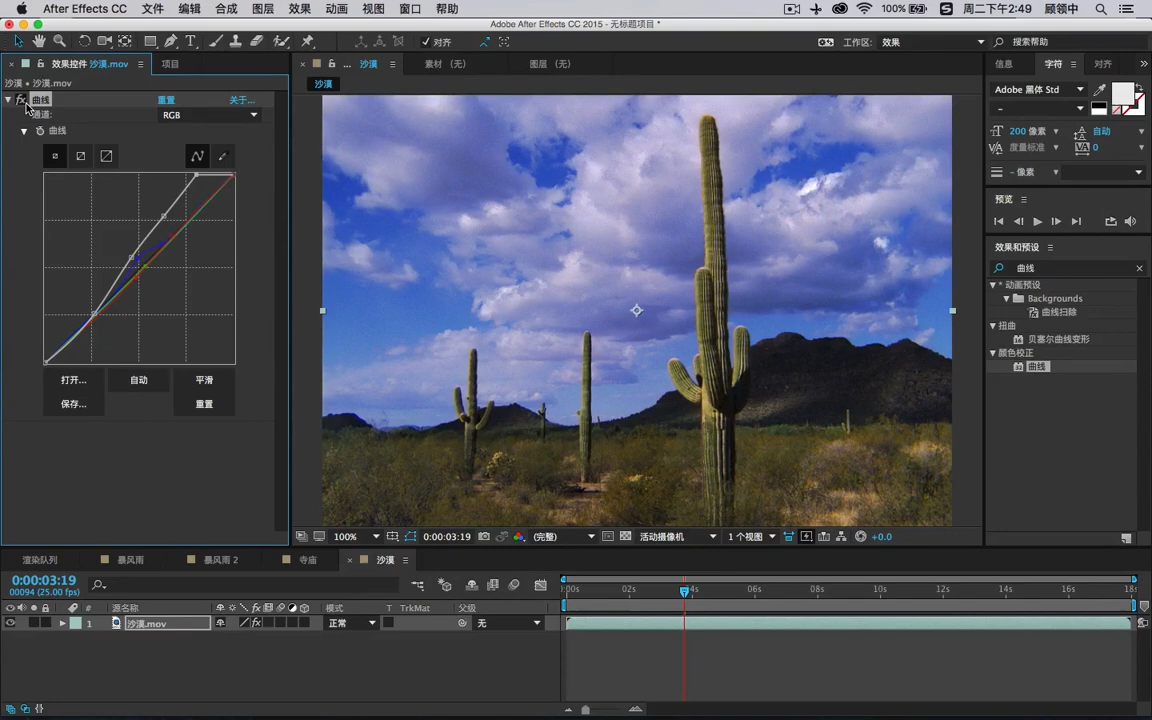 After Effects CC 文件 编辑 合成 图层 效果 动画 视图 窗口 帮助 100% 周二下午2:49 顾领中
Adobe After Effects CC 2015 - 无标题项目 *
对齐 工作区: 效果 搜索帮助
效果控件 沙漠.mov 项目
沙漠 • 沙漠.mov
fx 曲线 重置 关于...
通道: RGB
曲线
打开... 自动 平滑
保存... 重置
... 沙漠 素材 (无) 图层 (无)
沙漠
100% 0:00:03:19 (完整) 活动摄像机 1 个视图 +0.0
信息 字符 对齐
Adobe 黑体 Std
-
200 像素 自动
度量标准 0
- 像素
预览
效果和预设
曲线
* 动画预设
Backgrounds
曲线扫除
扭曲
贝塞尔曲线变形
颜色校正
32 曲线
渲染队列 暴风雨 暴风雨 2 寺庙 沙漠
0:00:03:19
00094 (25.00 fps)
:00s 02s 04s 06s 08s 10s 12s 14s 16s 18s
# 源名称 fx 模式 T TrkMat 父级
1 沙漠.mov fx 正常 无